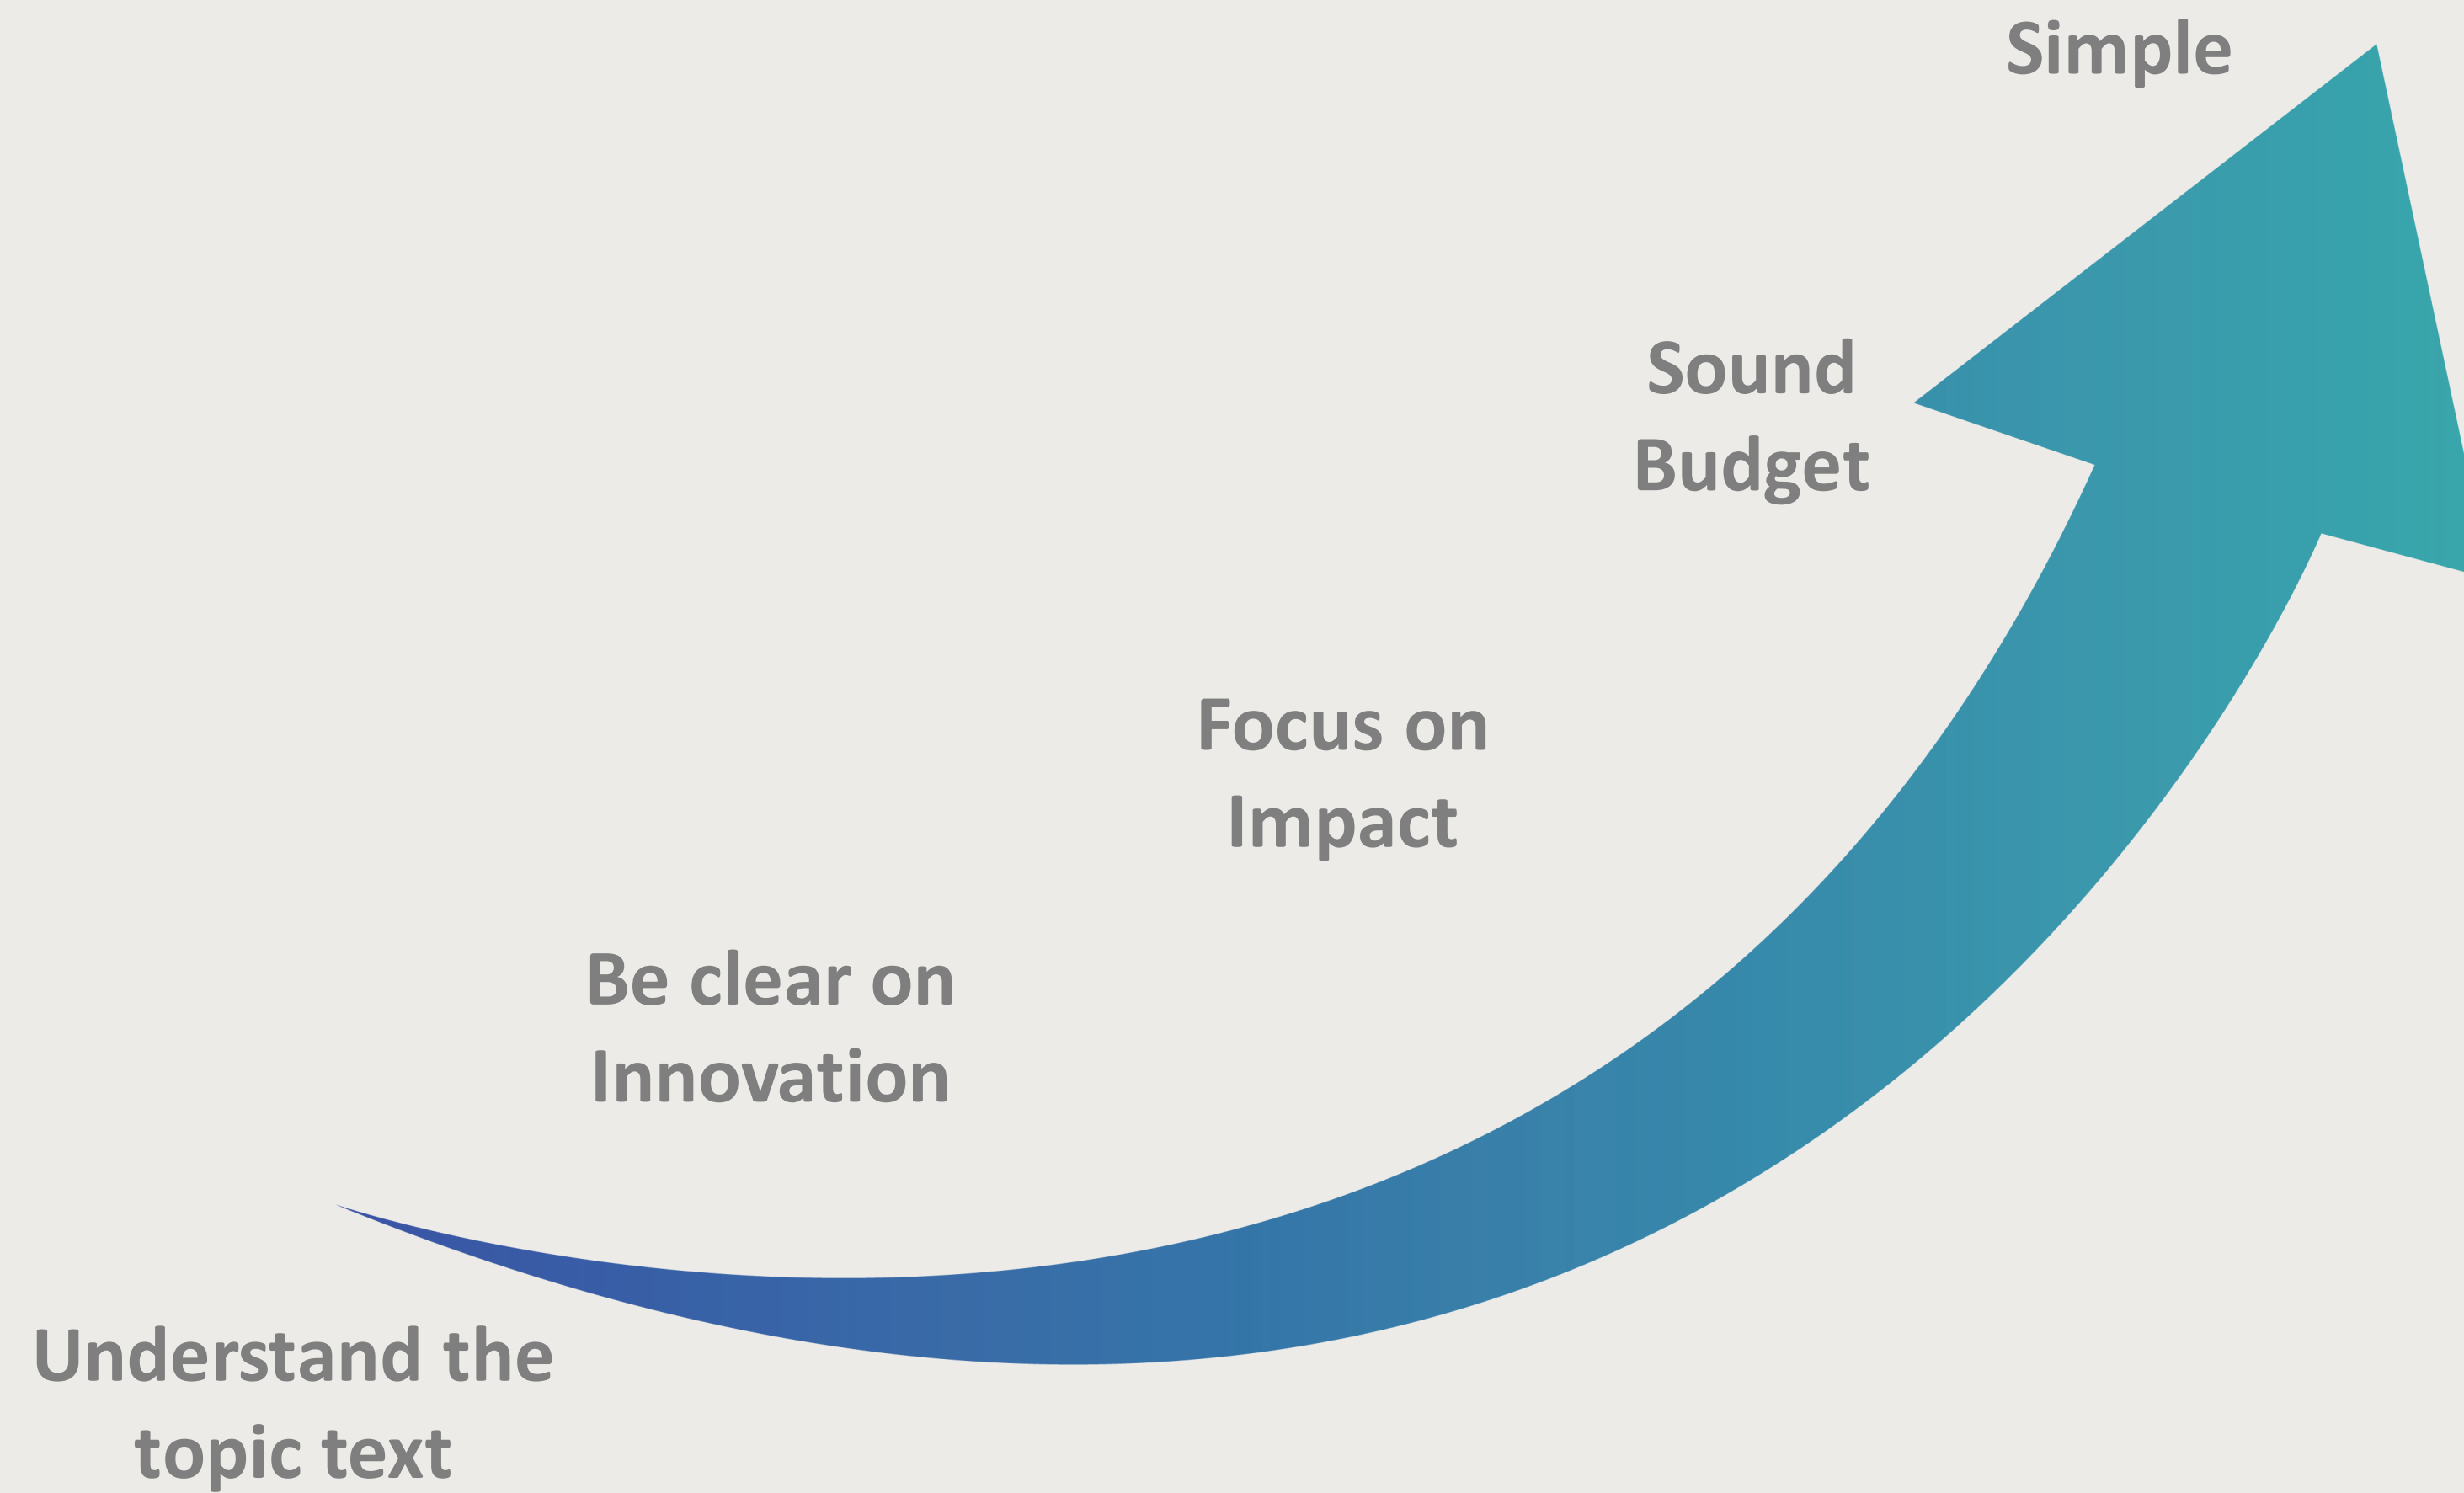 Simple
Sound
Budget
Focus on
Impact
Be clear on
Innovation
Understand the
topic text